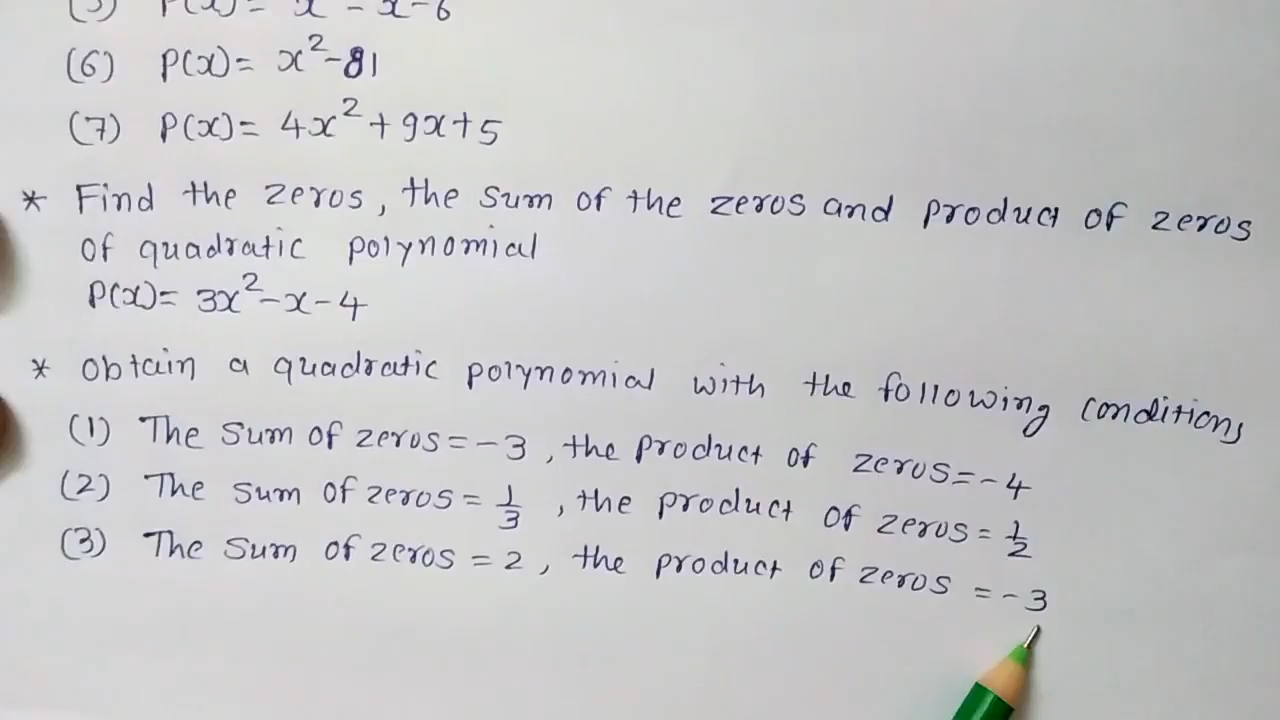 (5) P(x)= x - x-6
(6) P(x)= x²-81
(7) P(x)= 4x²+9x+5
* Find the zeros, the sum of the zeros and product of zeros
of quadratic polynomial
P(x)= 3x²-x-4
* obtain a quadratic polynomial with the following conditions
(1) The sum of zeros=-3, the product of zeros=-4
(2) The sum of zeros= 1/3, the product of zeros= 1/2
(3) The sum of zeros = 2, the product of zeros = -3